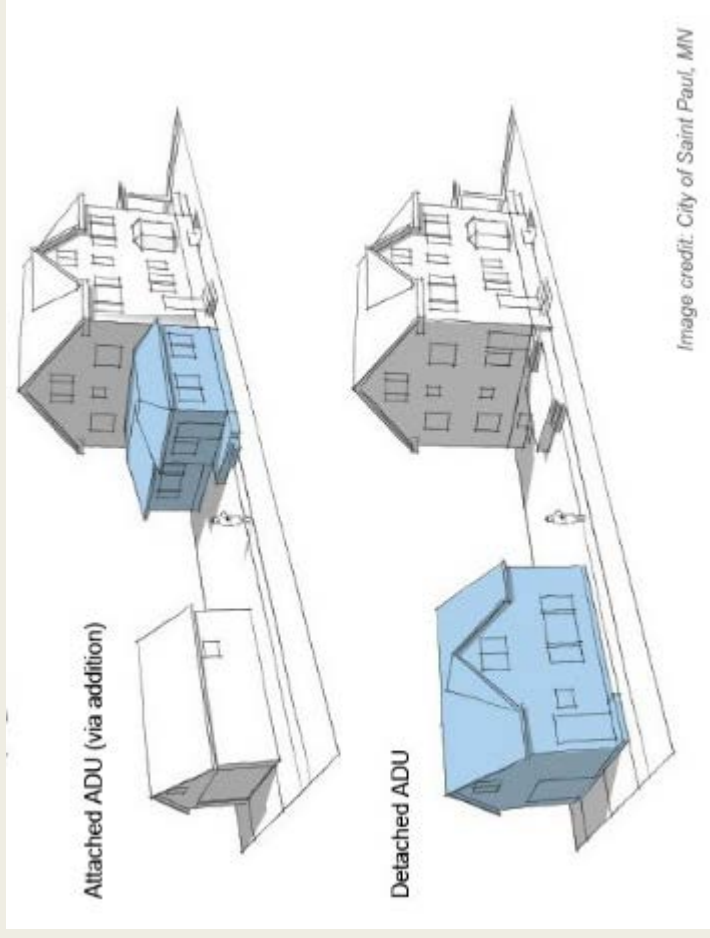 Attached ADU (via addition)
Detached ADU
Image credit: City of Saint Paul, MN